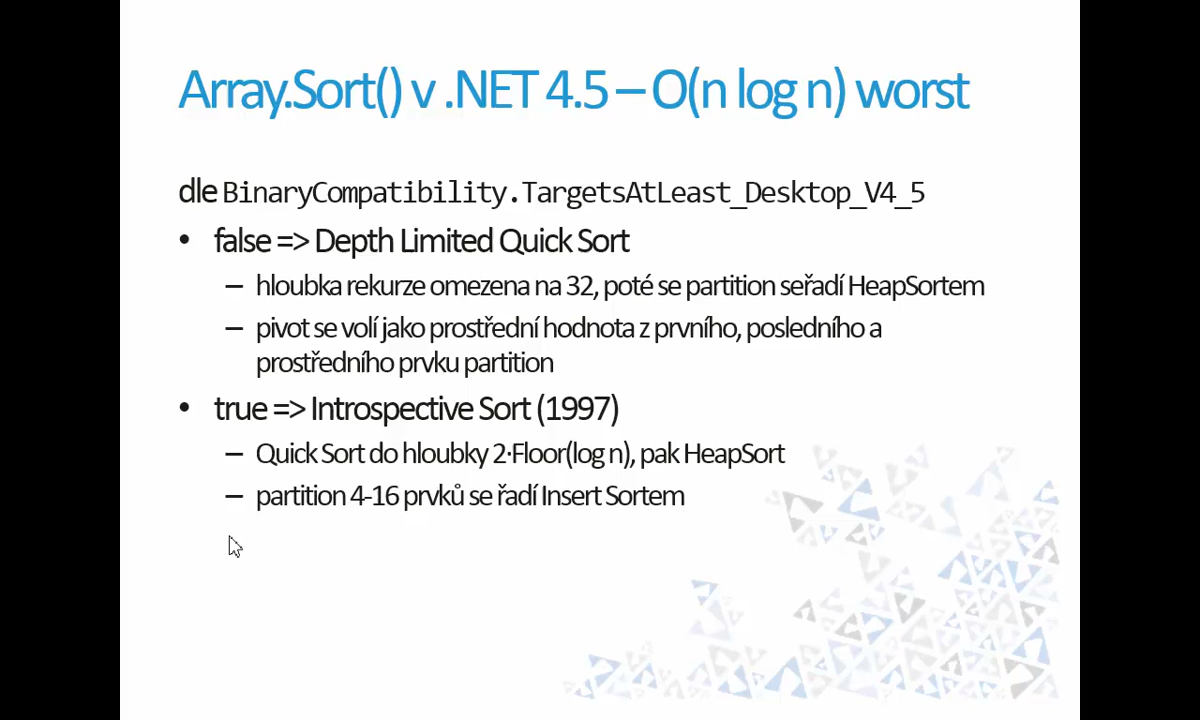 Array.Sort() v .NET 4.5 – O(n log n) worst
dle BinaryCompatibility.TargetsAtLeast_Desktop_V4_5
• false => Depth Limited Quick Sort
– hloubka rekurze omezena na 32, poté se partition seřadí HeapSortem
– pivot se volí jako prostřední hodnota z prvního, posledního a
prostředního prvku partition
• true => Introspective Sort (1997)
– Quick Sort do hloubky 2·Floor(log n), pak HeapSort
– partition 4-16 prvků se řadí Insert Sortem